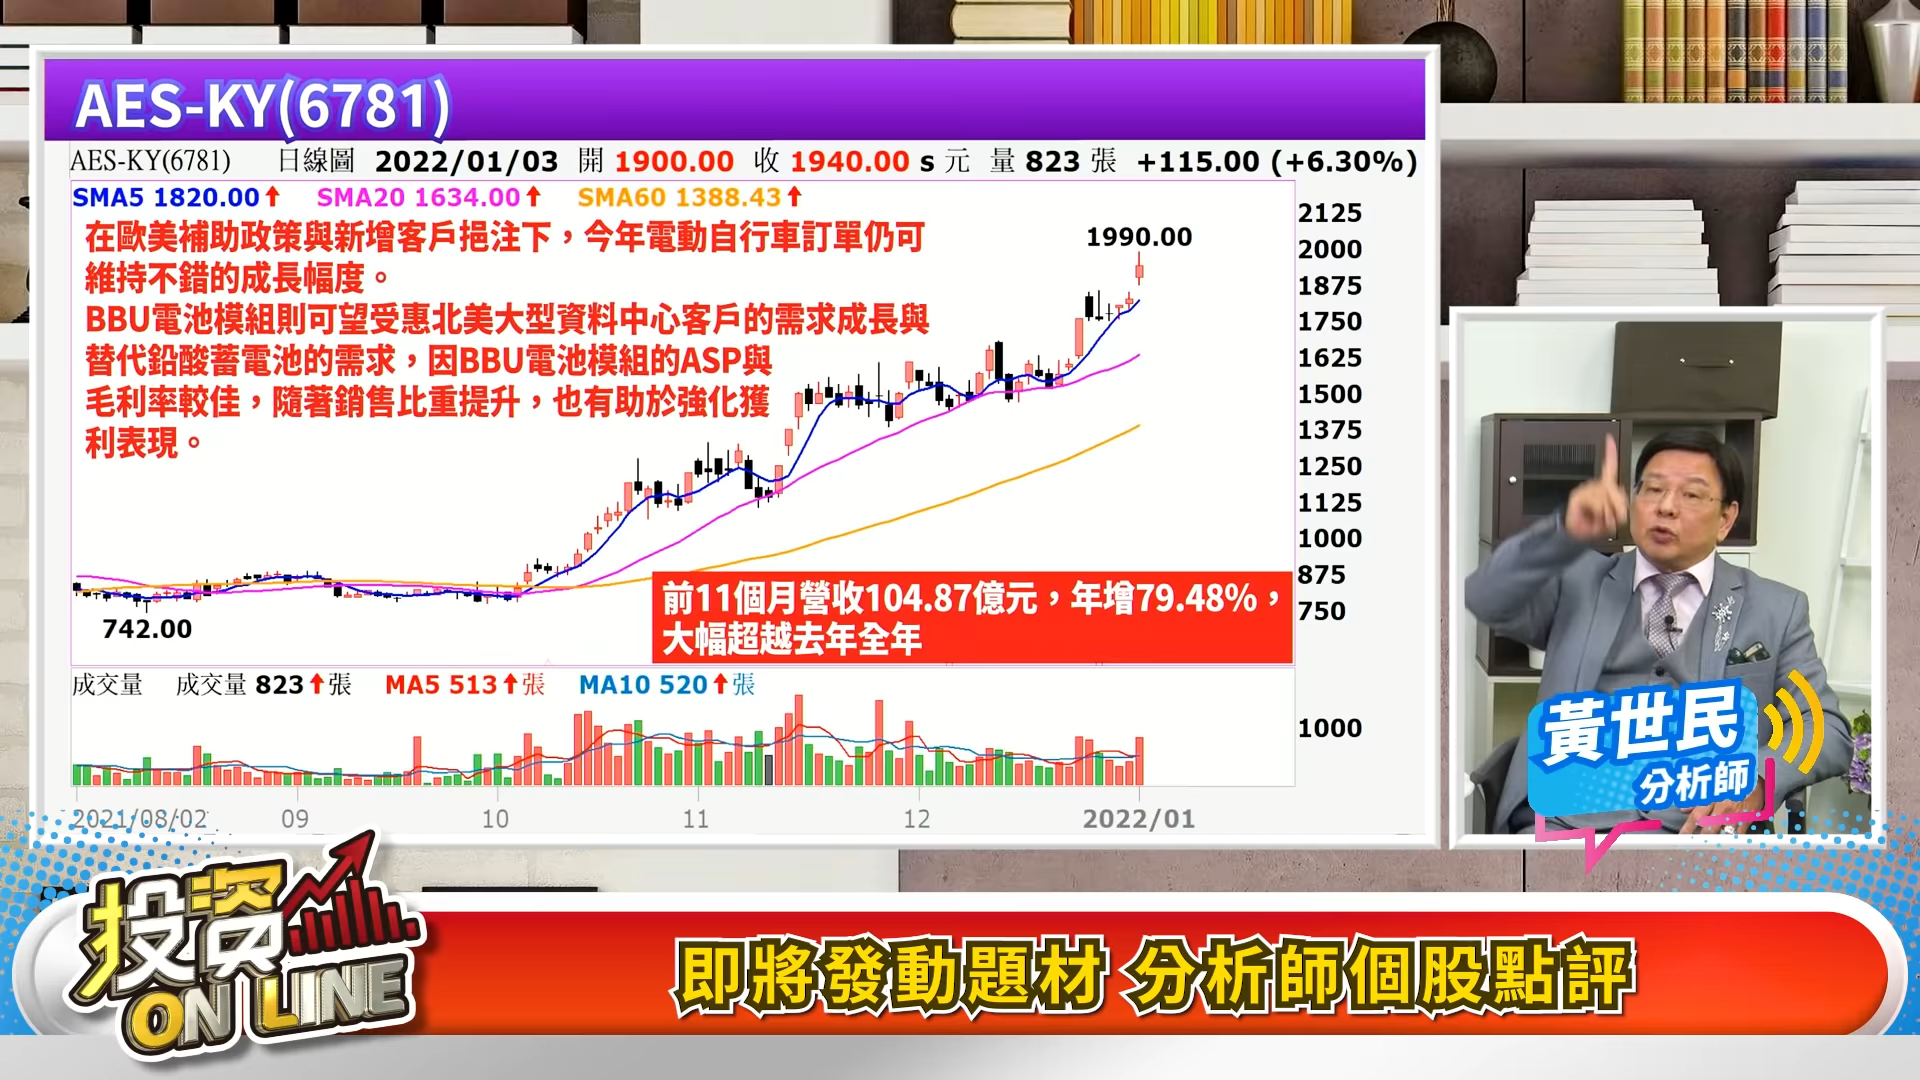 AES-KY(6781)
AES-KY(6781) 日線圖 2022/01/03 開 1900.00 收 1940.00 s 元 量 823 張 +115.00 (+6.30%)
SMA5 1820.00↑ SMA20 1634.00↑ SMA60 1388.43↑
在歐美補助政策與新增客戶挹注下，今年電動自行車訂單仍可
維持不錯的成長幅度。
BBU電池模組則可望受惠北美大型資料中心客戶的需求成長與
替代鉛酸蓄電池的需求，因BBU電池模組的ASP與
毛利率較佳，隨著銷售比重提升，也有助於強化獲
利表現。
1990.00
742.00
2125
2000
1875
1750
1625
1500
1375
1250
1125
1000
875
750
前11個月營收104.87億元，年增79.48%，
大幅超越去年全年
成交量 成交量 823↑張 MA5 513↑張 MA10 520↑張
1000
2021/08/02 09 10 11 12 2022/01
黃世民
分析師
投資
ON LINE
即將發動題材 分析師個股點評